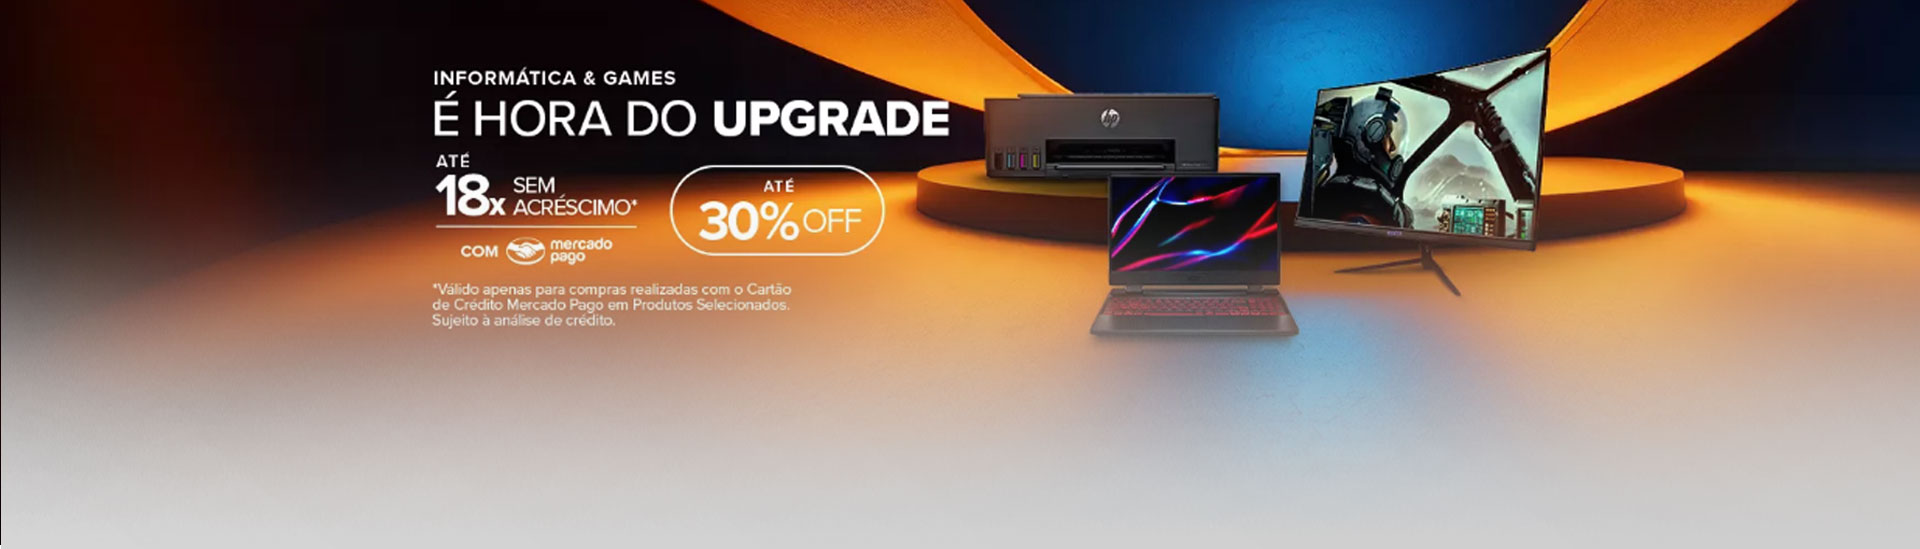 INFORMÁTICA & GAMES
É HORA DO UPGRADE
ATÉ
18x SEM ACRÉSCIMO*
COM mercado pago
ATÉ
30% OFF
*Válido apenas para compras realizadas com o Cartão
de Crédito Mercado Pago em Produtos Selecionados.
Sujeito à análise de crédito.
hp